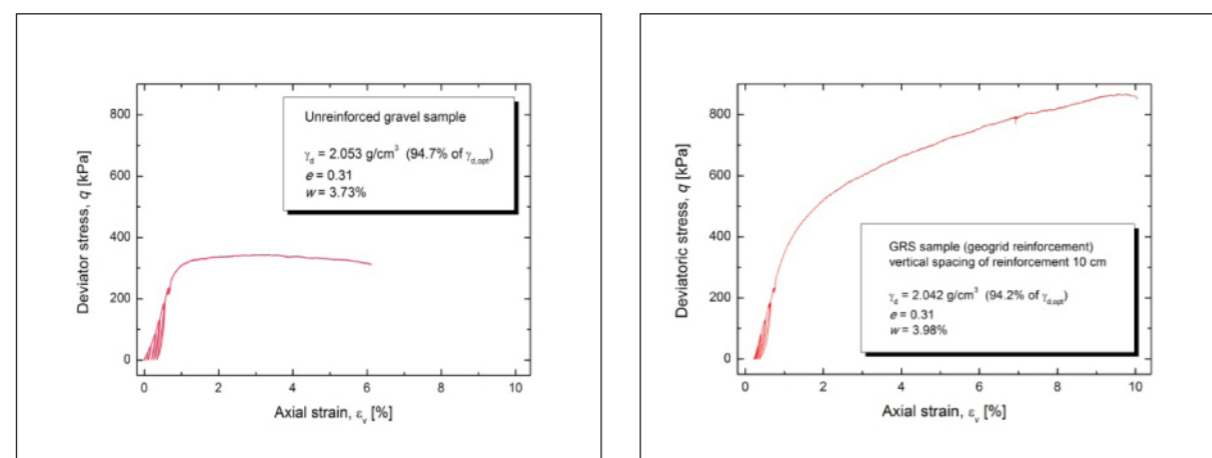 Deviator stress, q [kPa]
800
600
400
200
0
Unreinforced gravel sample
γd = 2.053 g/cm³ (94.7% of γd,opt)
e = 0.31
w = 3.73%
0 2 4 6 8 10
Axial strain, εv [%]
Deviatoric stress, q [kPa]
800
600
400
200
0
GRS sample (geogrid reinforcement)
vertical spacing of reinforcement 10 cm
γd = 2.042 g/cm³ (94.2% of γd,opt)
e = 0.31
w = 3.98%
0 2 4 6 8 10
Axial strain, εv [%]